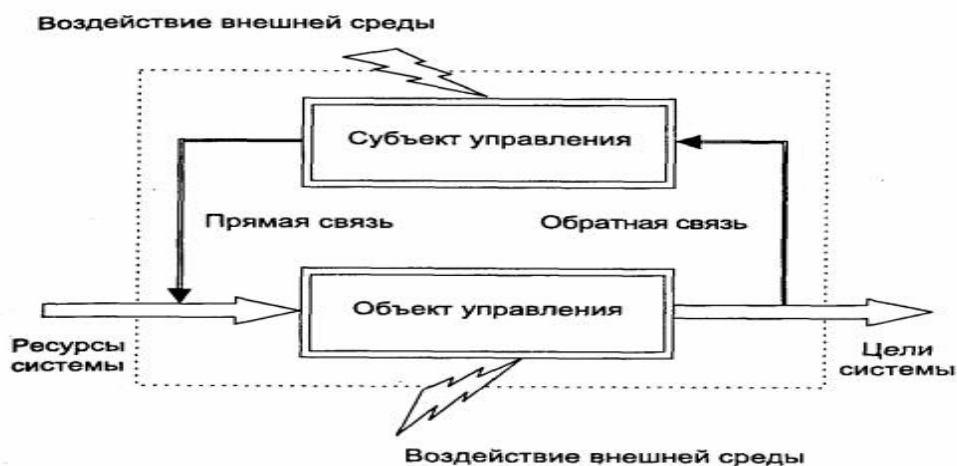 Воздействие внешней среды
Субъект управления
Прямая связь
Обратная связь
Объект управления
Ресурсы
системы
Цели
системы
Воздействие внешней среды